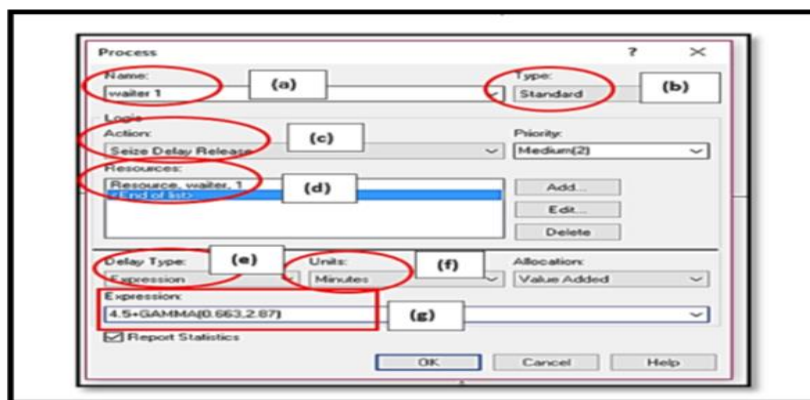 Process ? ×
Name: (a) Type: (b)
waiter 1 Standard
Logic
Action: (c) Priority:
Seize Delay Release Medium(2)
Resources: (d)
Resource, waiter, 1 Add...
<End of list> Edit...
Delete
Delay Type: (e) Units: (f) Allocation:
Expression Minutes Value Added
Expression:
4.5+GAMMA(0.663,2.87) (g)
Report Statistics
OK Cancel Help